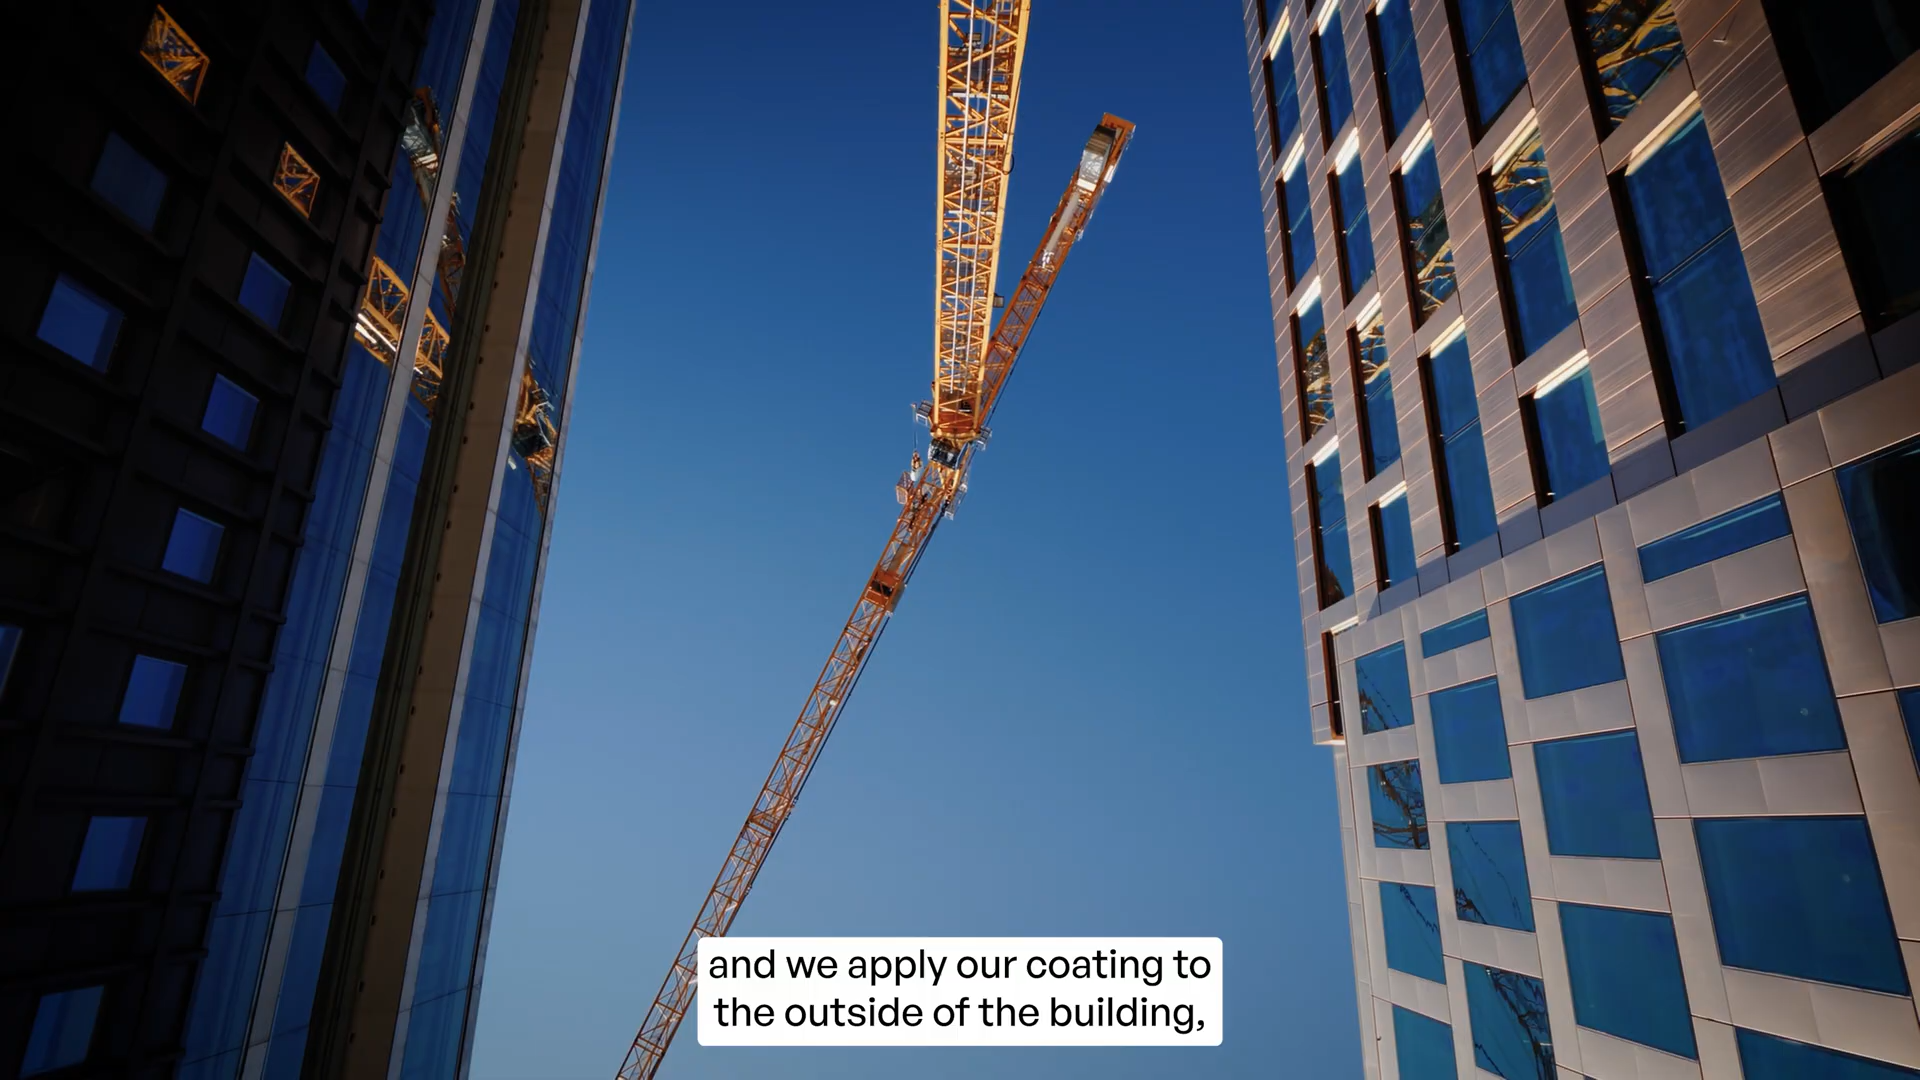 and we apply our coating to
the outside of the building,